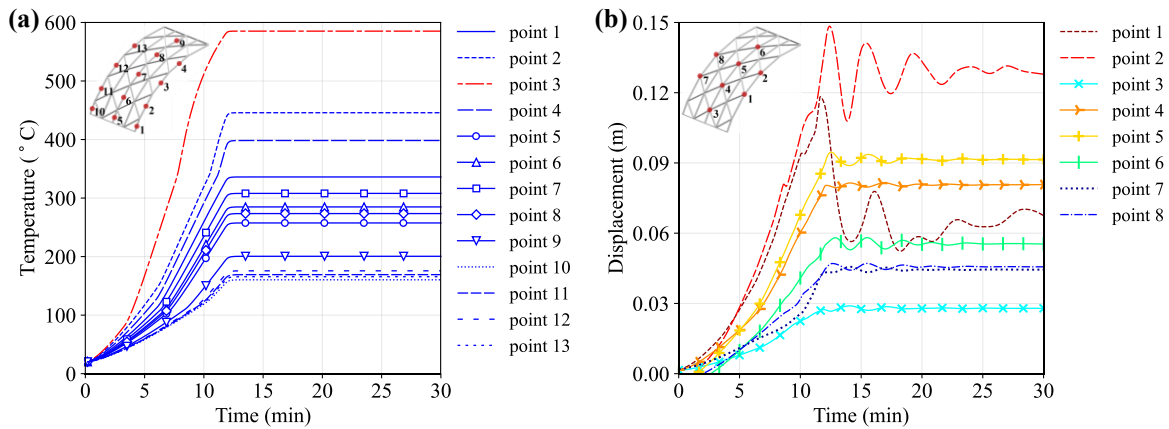 (a)
600
500
400
300
200
100
0
Temperature ( ° C)
0 5 10 15 20 25 30
Time (min)
13 9
8
12 7 4
11 3
10 6 2
5 1
point 1
point 2
point 3
point 4
point 5
point 6
point 7
point 8
point 9
point 10
point 11
point 12
point 13
(b)
0.15
0.12
0.09
0.06
0.03
0.00
Displacement (m)
0 5 10 15 20 25 30
Time (min)
8 6
5
7 2
4 1
3
point 1
point 2
point 3
point 4
point 5
point 6
point 7
point 8